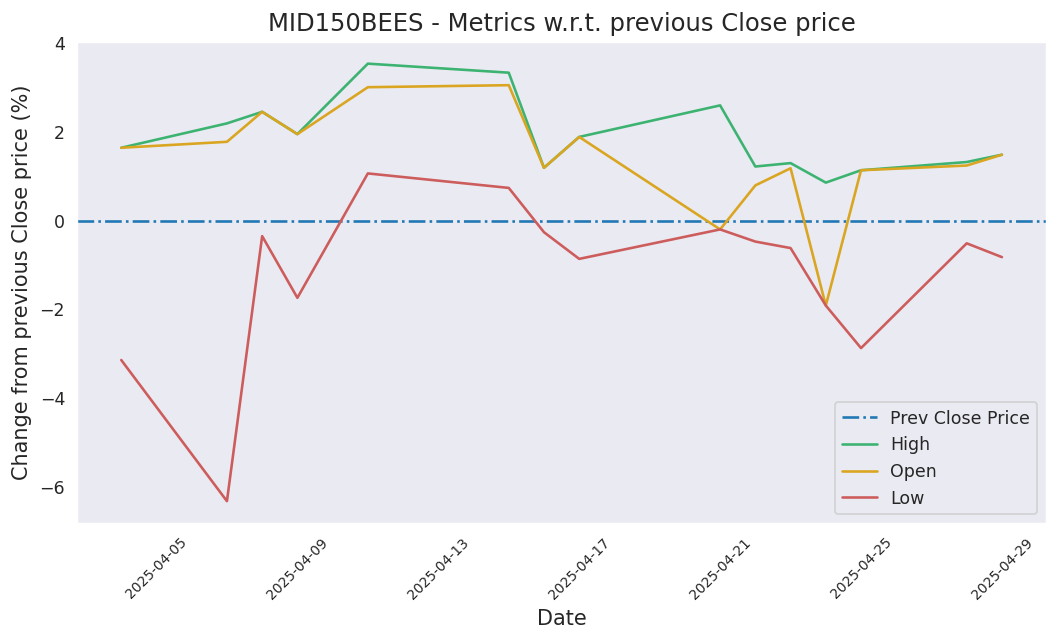 MID150BEES - Metrics w.r.t. previous Close price
Change from previous Close price (%)
4
2
0
−2
−4
−6
Prev Close Price
High
Open
Low
2025-04-05
2025-04-09
2025-04-13
2025-04-17
2025-04-21
2025-04-25
2025-04-29
Date